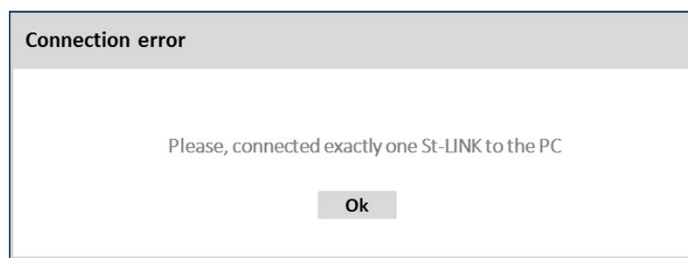 Connection error
Please, connected exactly one St-LINK to the PC
Ok